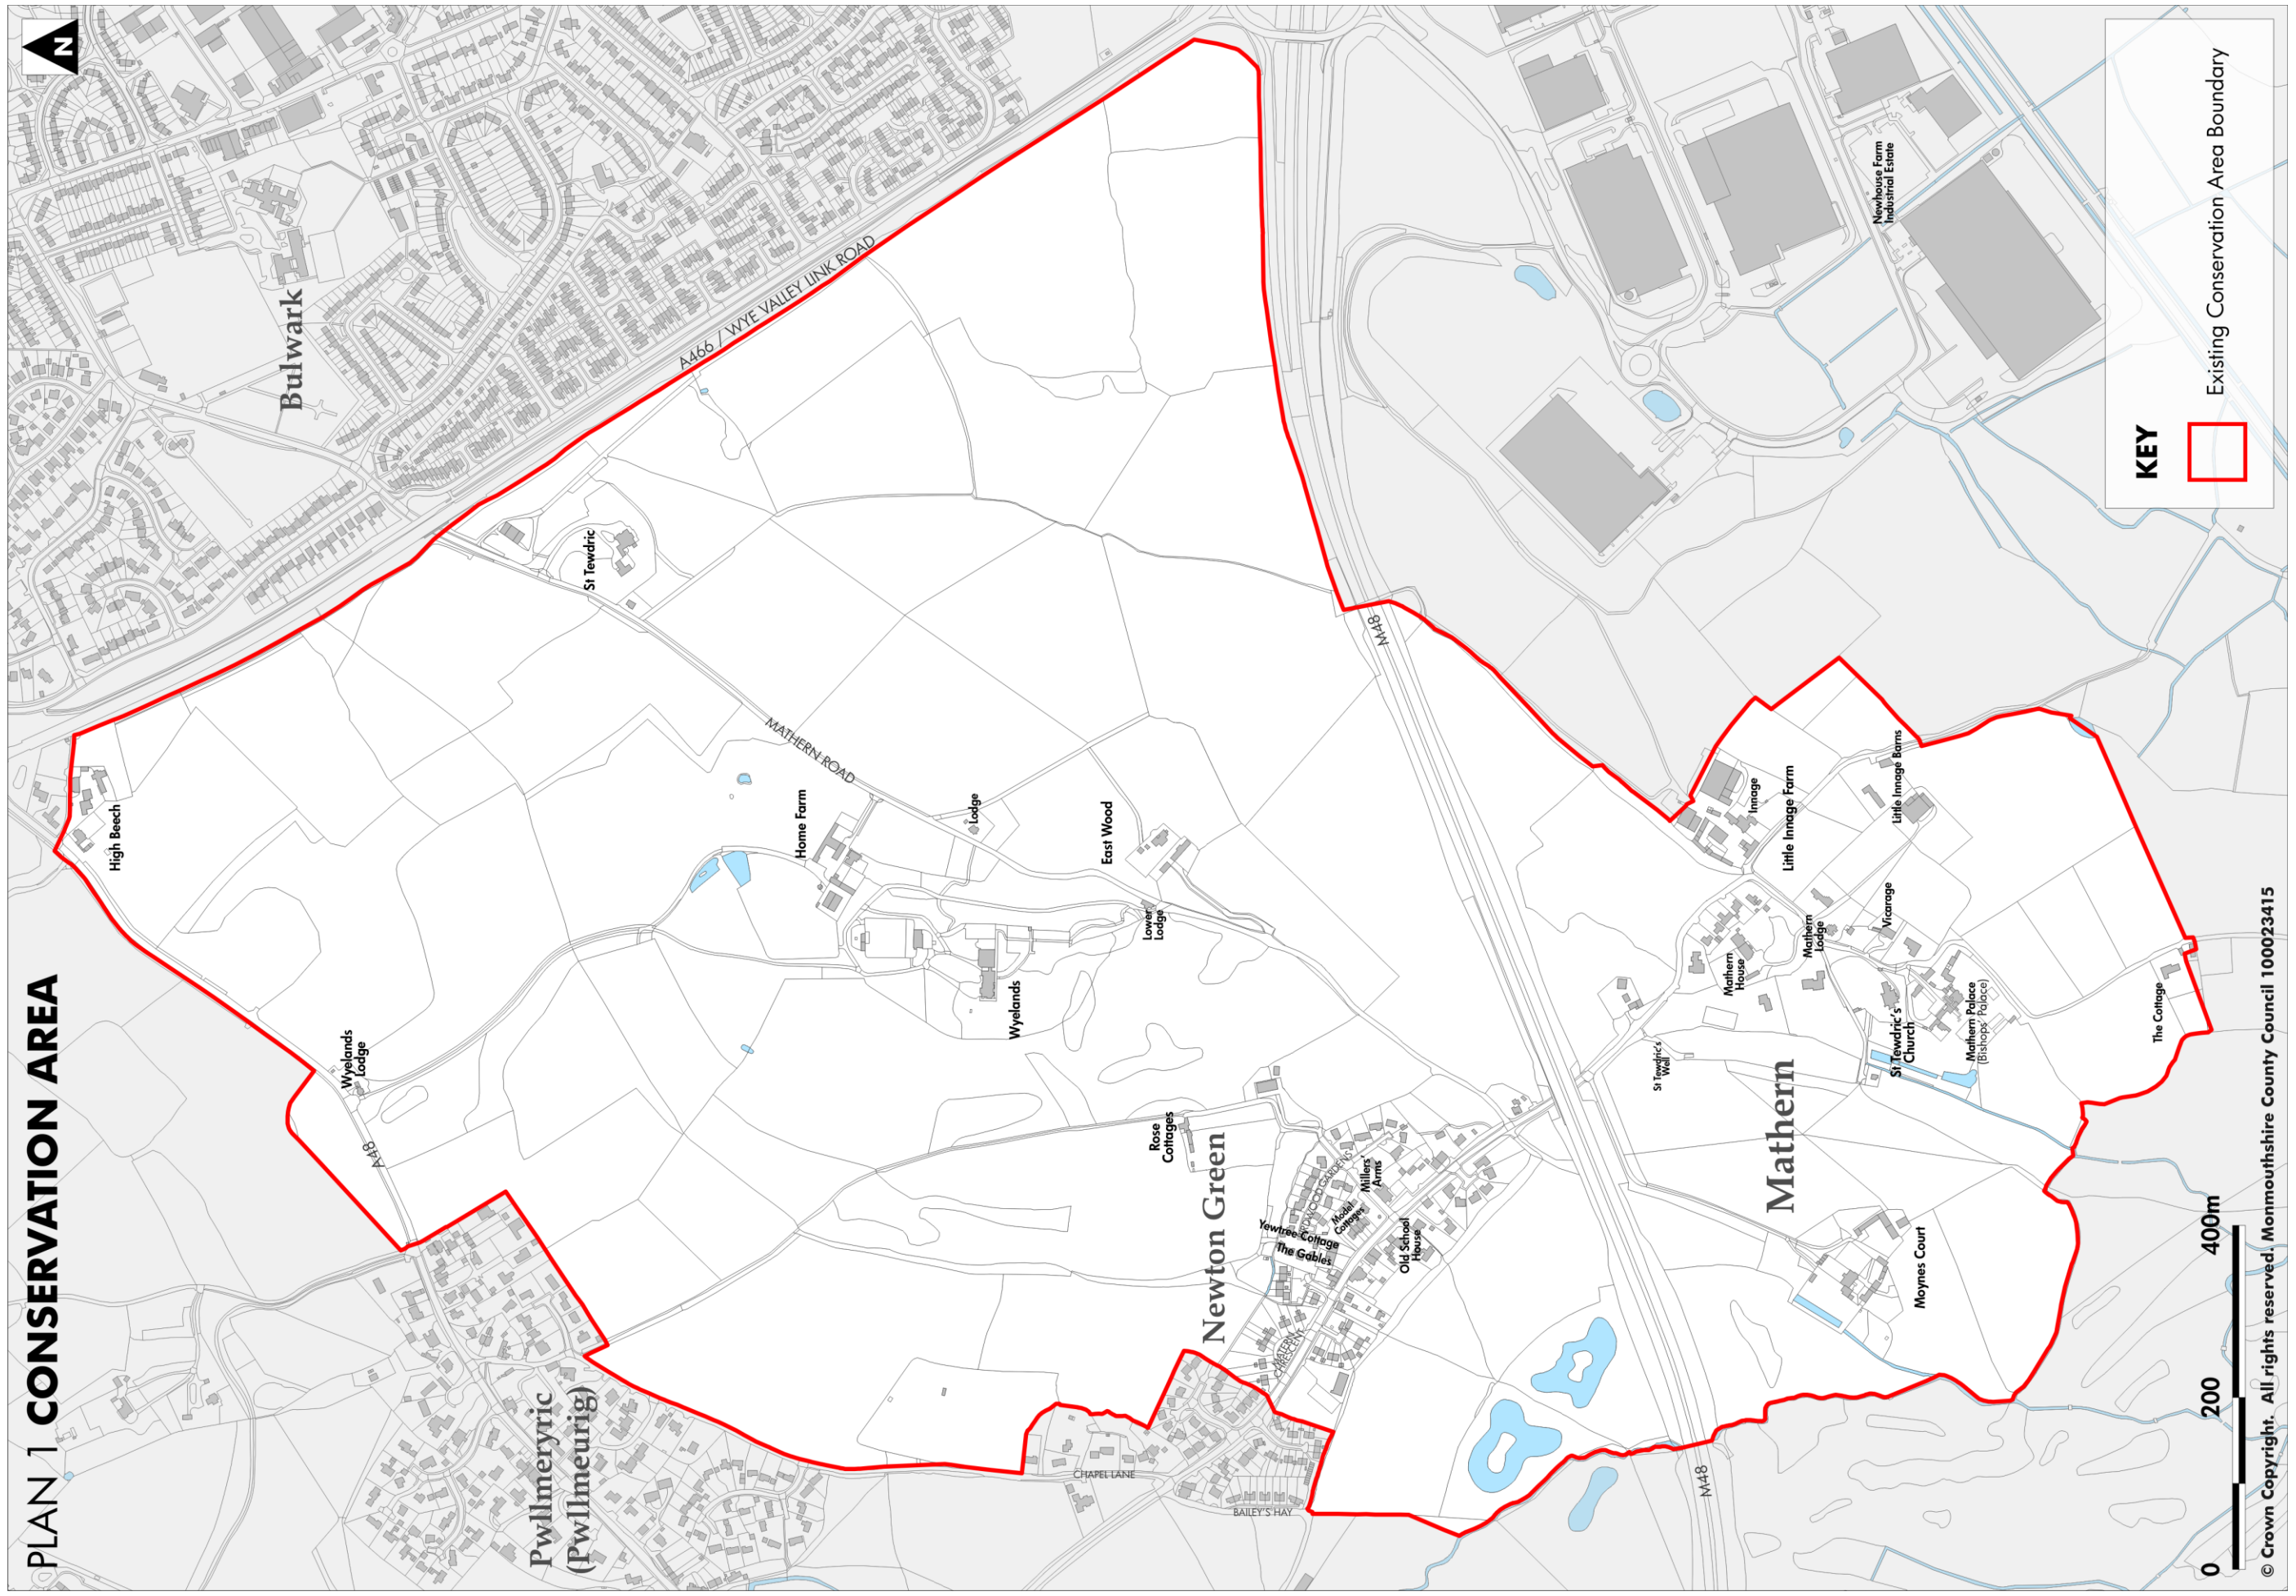 PLAN 1 CONSERVATION AREA
N
Bulwark
A466 / WYE VALLEY LINK ROAD
High Beech
St Tewdric
MATHERN ROAD
Home Farm
Lodge
East Wood
Lower
Lodge
Wyelands
Wyelands
Lodge
A48
Pwllmeryric
(Pwllmeurig)
CHAPEL LANE
BAILEY'S HAY
Rose
Cottages
Newton Green
Millers'
Arms
Model
Cottages
Yewtree Cottage
The Gables
Old School
House
MATERN
CRESCENT
M48
M48
Newhouse Farm
Industrial Estate
Innage
Little Innage Farm
Little Innage Barns
Vicarage
Mathern
Lodge
Mathern
House
St Tewdric's
Well
St Tewdric's
Church
Mathern Palace
(Bishops' Palace)
The Cottage
Mathern
Moynes Court
KEY
Existing Conservation Area Boundary
0 200 400m
© Crown Copyright. All rights reserved. Monmouthshire County Council 100023415